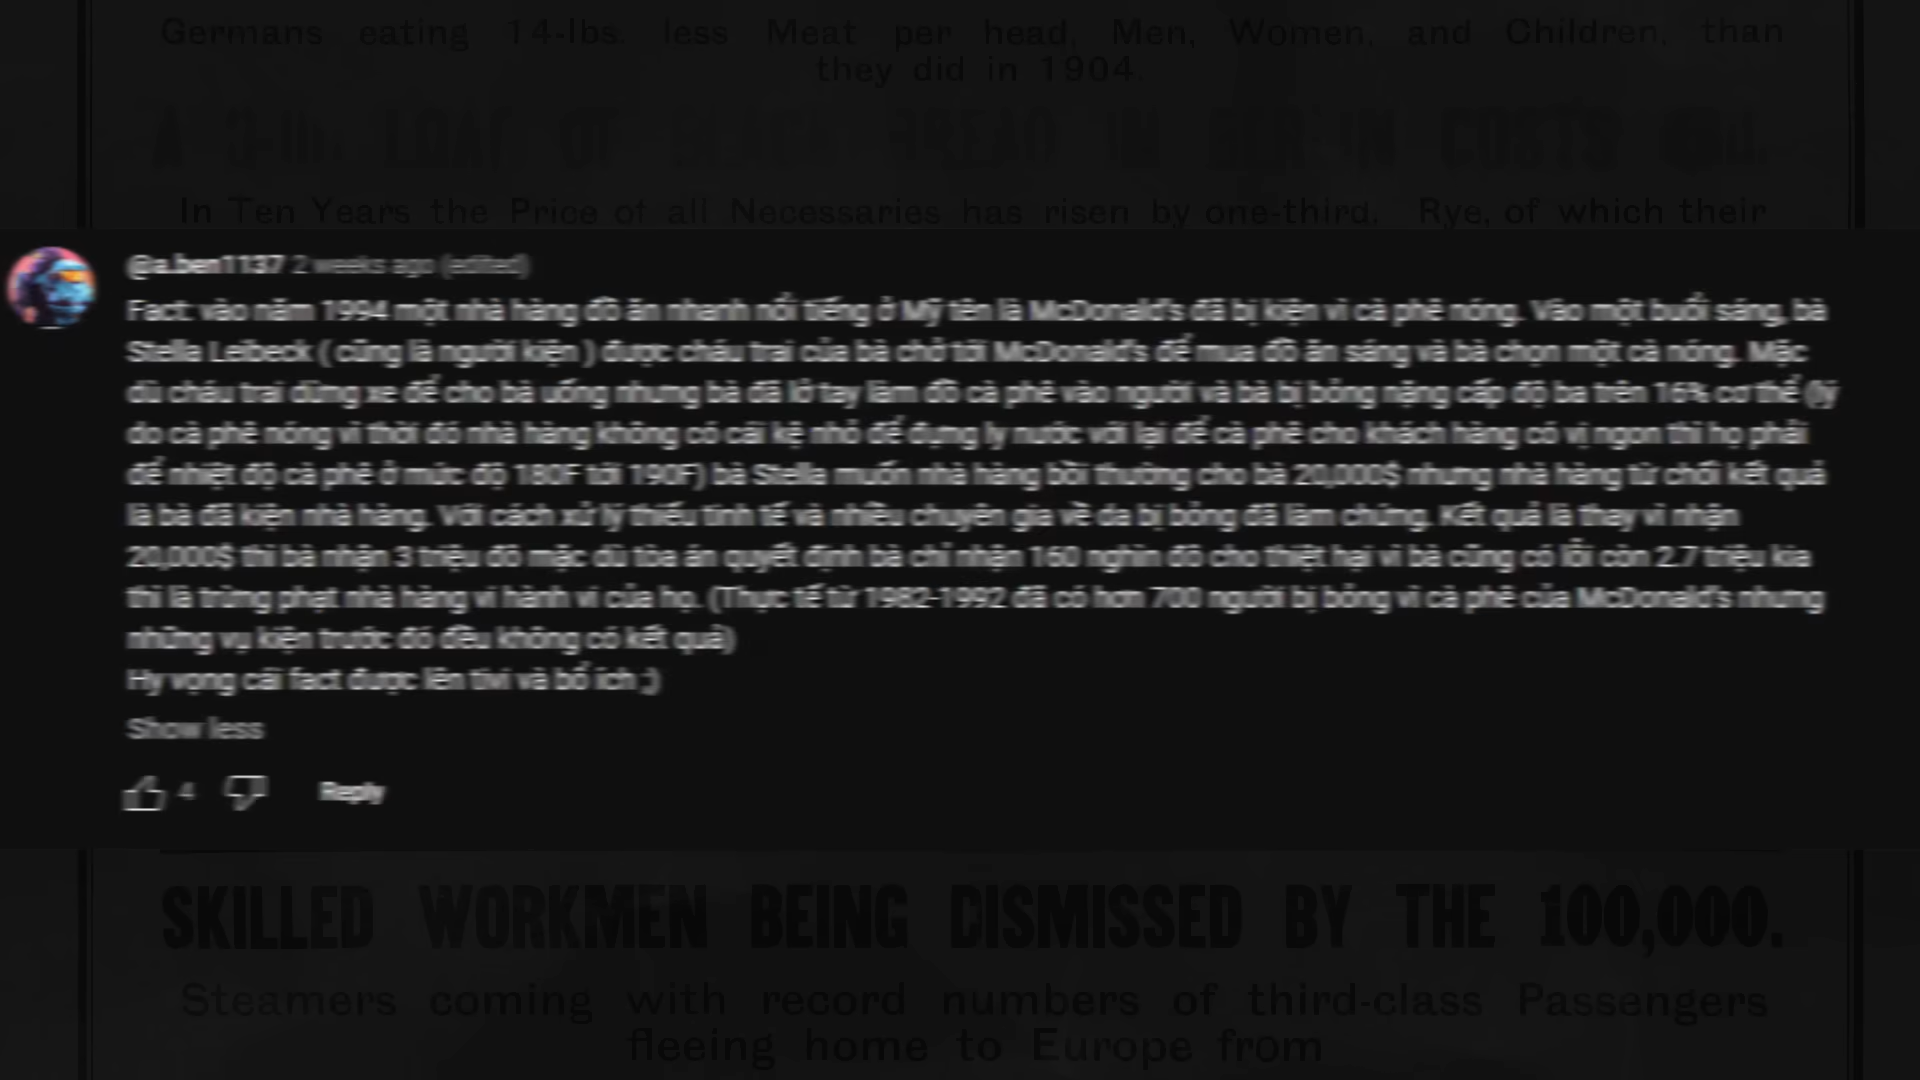 Germans eating 14-lbs. less Meat per head, Men, Women, and Children, than
they did in 1904.
A LOAF OF BREAD IN BERLIN COSTS
In Ten Years the Price of all Necessaries has risen by one-third. Rye, of which their
@a.ben1137 2 weeks ago (edited)
Fact: vào năm 1994 một nhà hàng đồ ăn nhanh nổi tiếng ở Mỹ tên là McDonald's đã bị kiện vì cà phê nóng. Vào một buổi sáng, bà
Stella Leibeck ( cũng là người kiện ) được cháu trai của bà chở tới McDonald's để mua đồ ăn sáng và bà chọn một cà nóng. Mặc
dù cháu trai dừng xe để cho bà uống nhưng bà đã lỡ tay làm đổ cà phê vào người và bà bị bỏng nặng cấp độ ba trên 16% cơ thể (lý
do cà phê nóng vì thời đó nhà hàng không có cái kệ nhỏ để đựng ly nước với lại để cà phê cho khách hàng có vị ngon thì họ phải
để nhiệt độ cà phê ở mức độ 180F tới 190F) bà Stella muốn nhà hàng bồi thường cho bà 20,000$ nhưng nhà hàng từ chối kết quả
là bà đã kiện nhà hàng. Với cách xử lý thiếu tinh tế và nhiều chuyên gia về da bị bỏng đã làm chứng. Kết quả là thay vì nhận
20,000$ thì bà nhận 3 triệu đô mặc dù tòa án quyết định bà chỉ nhận 160 nghìn đô cho thiệt hại vì bà cũng có lỗi còn 2.7 triệu kia
thì là trừng phạt nhà hàng vì hành vi của họ. (Thực tế từ 1982-1992 đã có hơn 700 người bị bỏng vì cà phê của McDonald's nhưng
những vụ kiện trước đó đều không có kết quả)
Hy vọng cái fact được lên tivi và bổ ích ;)
Show less
4 Reply
SKILLED WORKMEN BEING DISMISSED BY THE 100,000.
Steamers coming with record numbers of third-class Passengers
fleeing home to Europe from